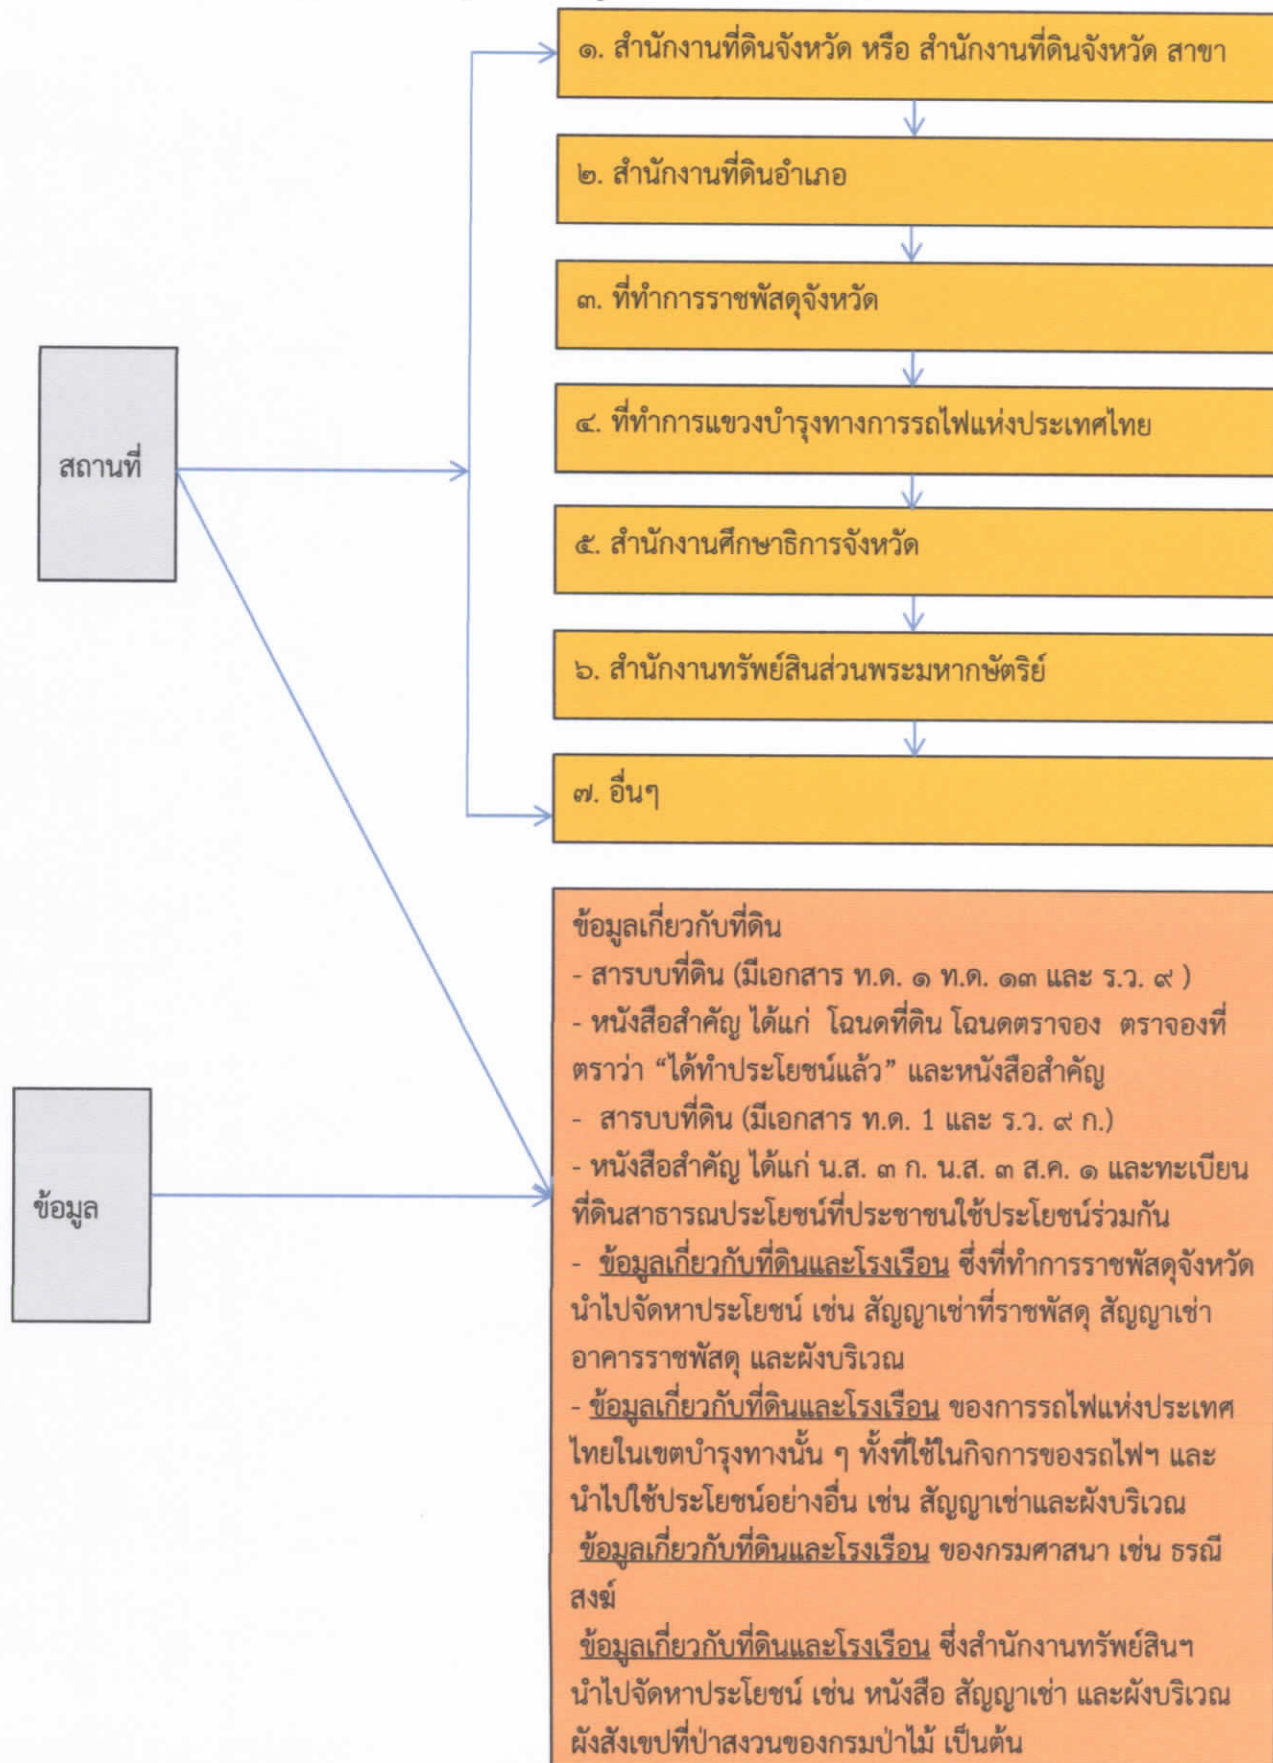 ๑. สำนักงานที่ดินจังหวัด หรือ สำนักงานที่ดินจังหวัด สาขา
๒. สำนักงานที่ดินอำเภอ
๓. ที่ทำการราชพัสดุจังหวัด
๔. ที่ทำการแขวงบำรุงทางการรถไฟแห่งประเทศไทย
สถานที่
๕. สำนักงานศึกษาธิการจังหวัด
๖. สำนักงานทรัพย์สินส่วนพระมหากษัตริย์
๗. อื่นๆ
ข้อมูลเกี่ยวกับที่ดิน
- สารบบที่ดิน (มีเอกสาร ท.ด. ๑ ท.ด. ๑๓ และ ร.ว. ๙ )
- หนังสือสำคัญ ได้แก่ โฉนดที่ดิน โฉนดตราจอง ตราจองที่
ตราว่า “ได้ทำประโยชน์แล้ว” และหนังสือสำคัญ
- สารบบที่ดิน (มีเอกสาร ท.ด. 1 และ ร.ว. ๙ ก.)
- หนังสือสำคัญ ได้แก่ น.ส. ๓ ก. น.ส. ๓ ส.ค. ๑ และทะเบียน
ที่ดินสาธารณประโยชน์ที่ประชาชนใช้ประโยชน์ร่วมกัน
ข้อมูล
- ข้อมูลเกี่ยวกับที่ดินและโรงเรือน ซึ่งที่ทำการราชพัสดุจังหวัด
นำไปจัดหาประโยชน์ เช่น สัญญาเช่าที่ราชพัสดุ สัญญาเช่า
อาคารราชพัสดุ และผังบริเวณ
- ข้อมูลเกี่ยวกับที่ดินและโรงเรือน ของการรถไฟแห่งประเทศ
ไทยในเขตบำรุงทางนั้น ๆ ทั้งที่ใช้ในกิจการของรถไฟฯ และ
นำไปใช้ประโยชน์อย่างอื่น เช่น สัญญาเช่าและผังบริเวณ
ข้อมูลเกี่ยวกับที่ดินและโรงเรือน ของกรมศาสนา เช่น ธรณี
สงฆ์
ข้อมูลเกี่ยวกับที่ดินและโรงเรือน ซึ่งสำนักงานทรัพย์สินฯ
นำไปจัดหาประโยชน์ เช่น หนังสือ สัญญาเช่า และผังบริเวณ
ผังสังเขปที่ป่าสงวนของกรมป่าไม้ เป็นต้น